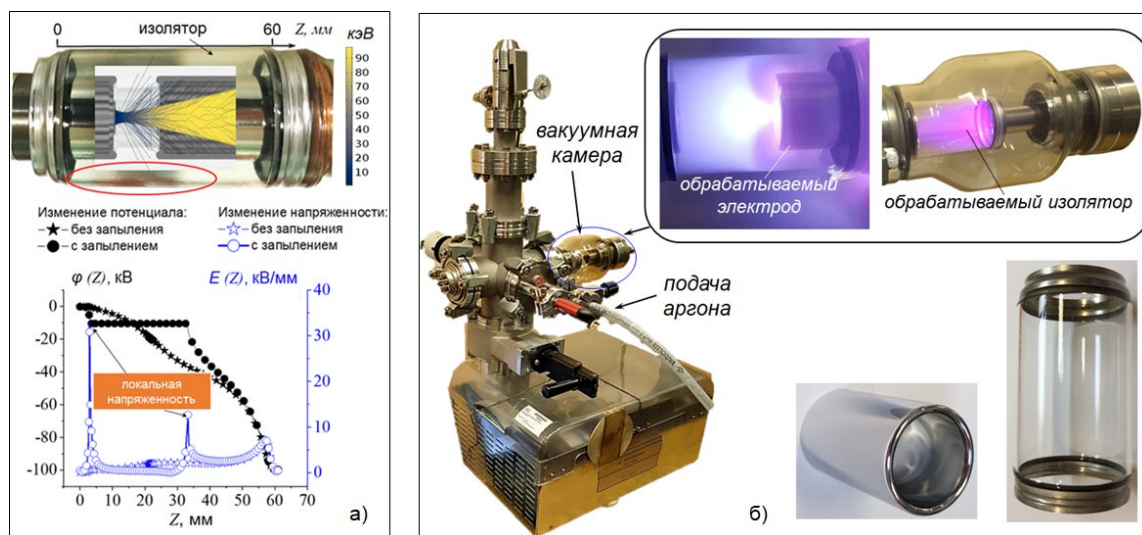 0
изолятор
60
Z, мм
кэВ
90
80
70
60
50
40
30
20
10
Изменение потенциала:
без запыления
с запылением
Изменение напряженности:
без запыления
с запылением
φ (Z), кВ
E (Z), кВ/мм
0
-20
-40
-60
-80
-100
40
30
20
10
0
локальная
напряженность
0 10 20 30 40 50 60 70
Z, мм
а)
вакуумная
камера
обрабатываемый
электрод
обрабатываемый изолятор
подача
аргона
б)